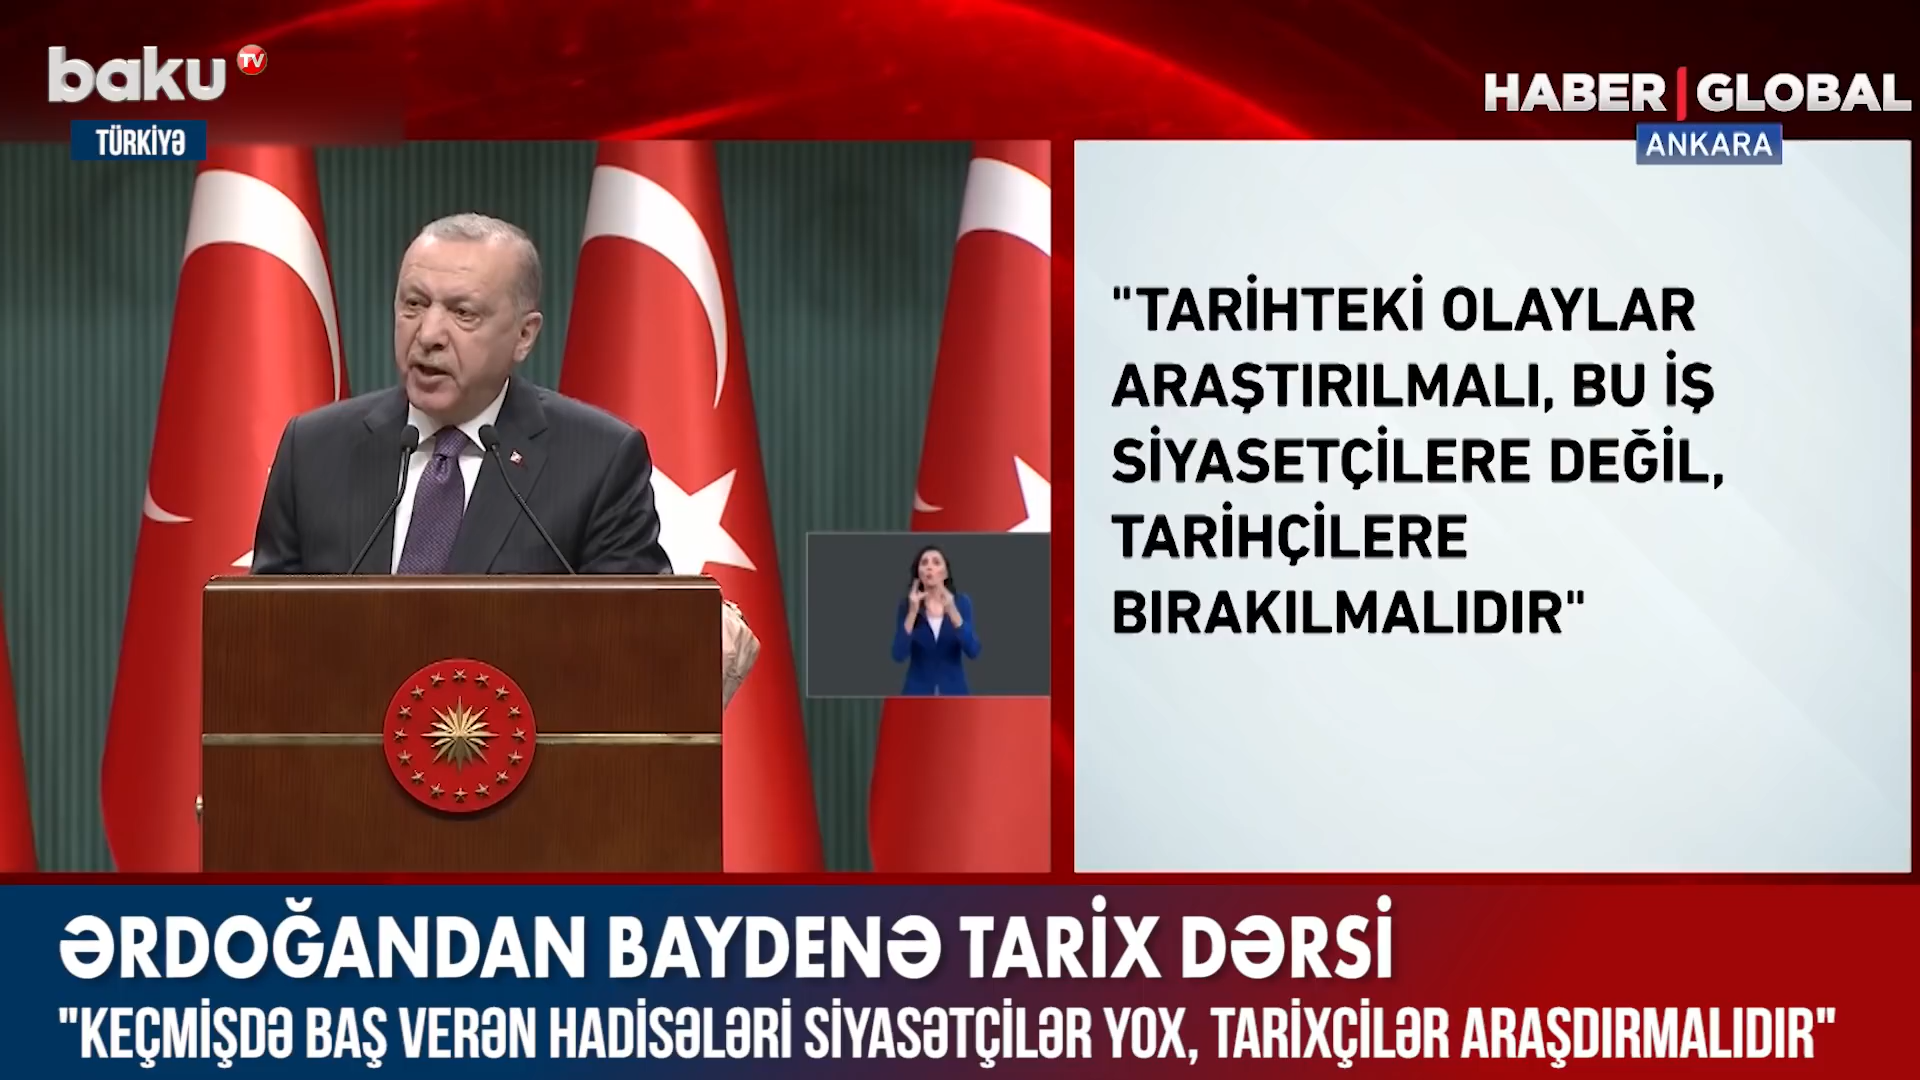 baku TV
TÜRKİYƏ
HABER | GLOBAL
ANKARA
"TARİHTEKİ OLAYLAR
ARAŞTIRILMALI, BU İŞ
SİYASETÇİLERE DEĞİL,
TARİHÇİLERE
BIRAKILMALIDIR"
ƏRDOĞANDAN BAYDENƏ TARİX DƏRSİ
"KEÇMİŞDƏ BAŞ VERƏN HADİSƏLƏRİ SİYASƏTÇİLƏR YOX, TARİXÇİLƏR ARAŞDIRMALIDIR"